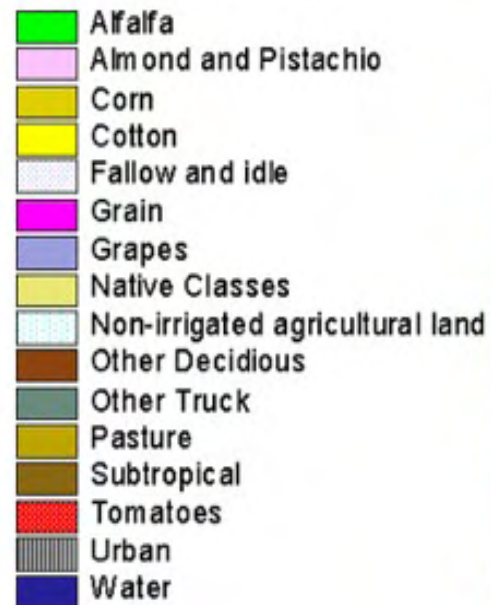 Alfalfa
Almond and Pistachio
Corn
Cotton
Fallow and idle
Grain
Grapes
Native Classes
Non-irrigated agricultural land
Other Decidious
Other Truck
Pasture
Subtropical
Tomatoes
Urban
Water